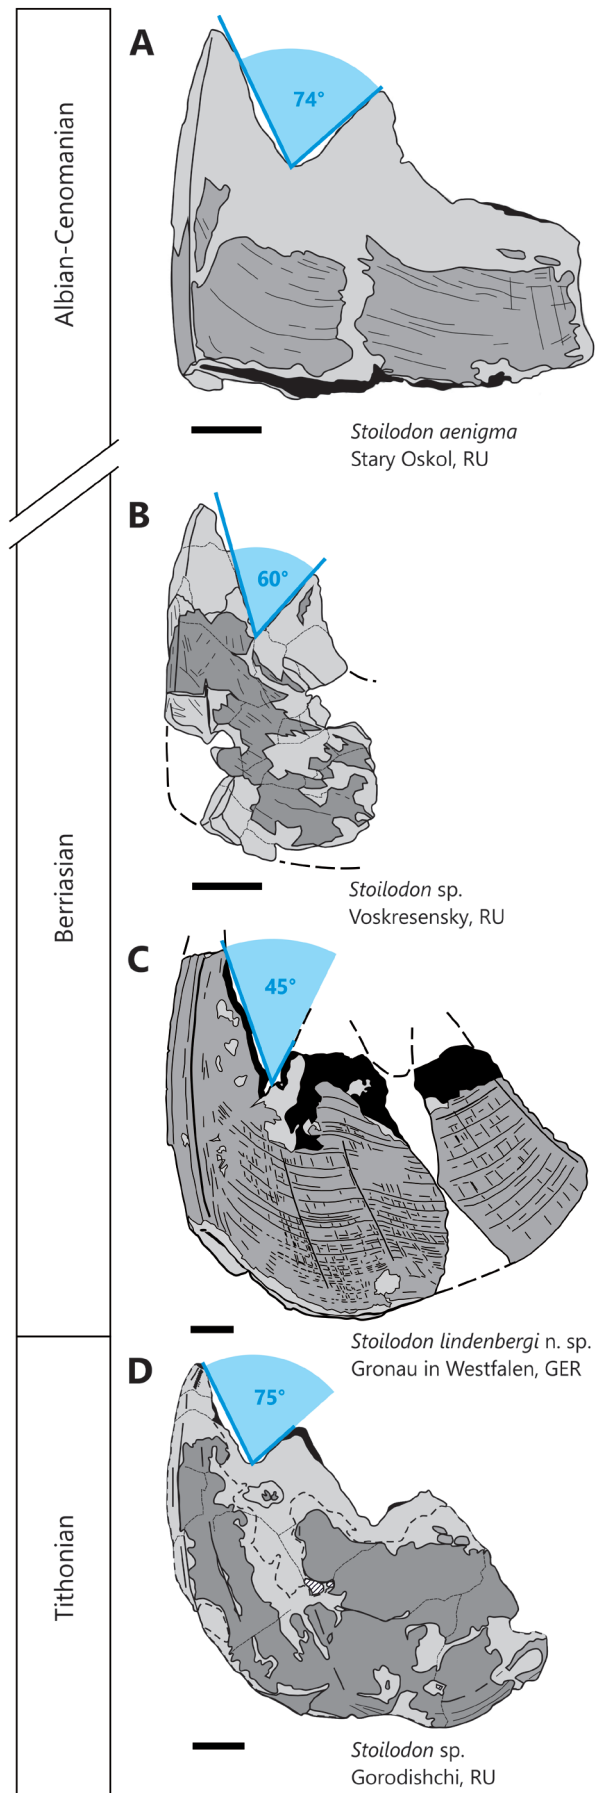 Albian-Cenomanian
A
74°
Stoilodon aenigma
Stary Oskol, RU
Berriasian
B
60°
Stoilodon sp.
Voskresensky, RU
C
45°
Stoilodon lindenbergi n. sp.
Gronau in Westfalen, GER
Tithonian
D
75°
Stoilodon sp.
Gorodishchi, RU